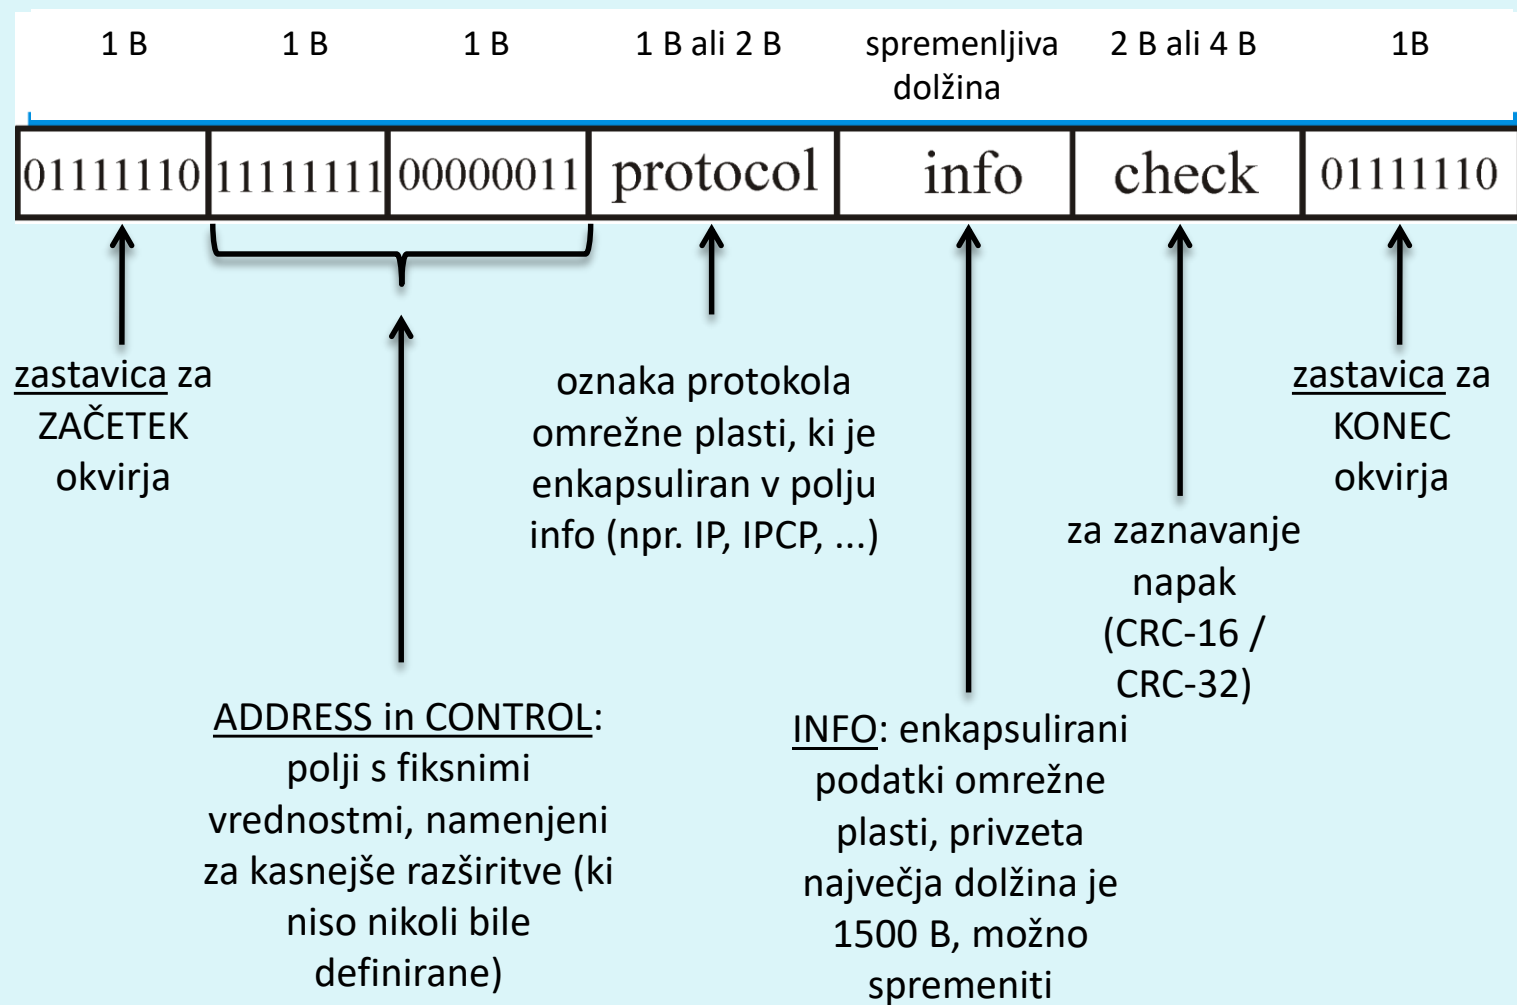 1 B 1 B 1 B 1 B ali 2 B spremenljiva dolžina 2 B ali 4 B 1B
01111110 11111111 00000011 protocol info check 01111110
zastavica za
ZAČETEK
okvirja
ADDRESS in CONTROL:
polji s fiksnimi
vrednostmi, namenjeni
za kasnejše razširitve (ki
niso nikoli bile
definirane)
oznaka protokola
omrežne plasti, ki je
enkapsuliran v polju
info (npr. IP, IPCP, ...)
INFO: enkapsulirani
podatki omrežne
plasti, privzeta
največja dolžina je
1500 B, možno
spremeniti
za zaznavanje
napak
(CRC-16 /
CRC-32)
zastavica za
KONEC
okvirja